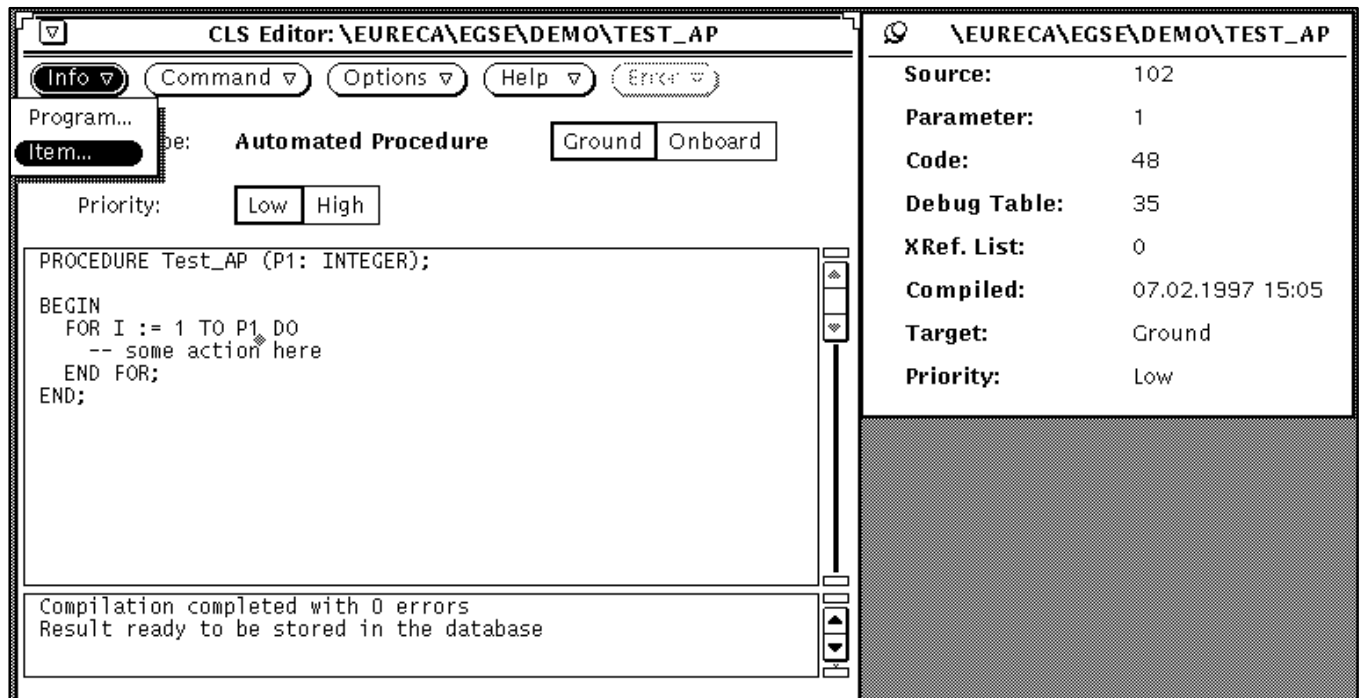 CLS Editor: \EURECA\EGSE\DEMO\TEST_AP
Info Command Options Help Error
Program...
Item...
pe: Automated Procedure Ground Onboard
Priority: Low High
PROCEDURE Test_AP (P1: INTEGER);
BEGIN
FOR I := 1 TO P1 DO
-- some action here
END FOR;
END;
Compilation completed with 0 errors
Result ready to be stored in the database
\EURECA\EGSE\DEMO\TEST_AP
Source: 102
Parameter: 1
Code: 48
Debug Table: 35
XRef. List: 0
Compiled: 07.02.1997 15:05
Target: Ground
Priority: Low